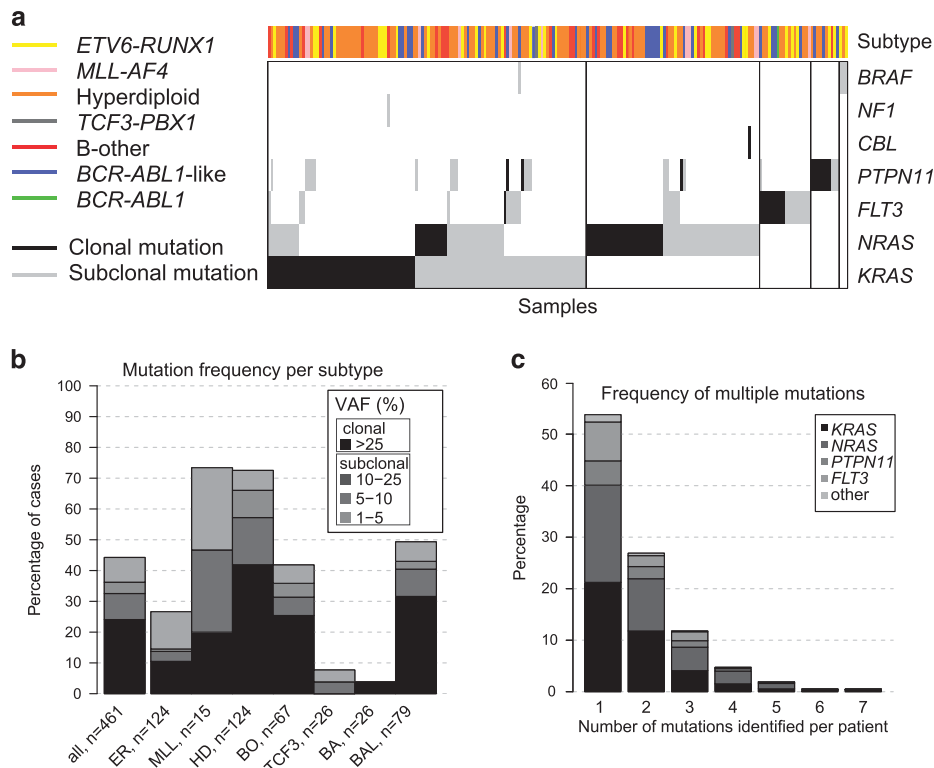 a
ETV6-RUNX1
MLL-AF4
Hyperdiploid
TCF3-PBX1
B-other
BCR-ABL1-like
BCR-ABL1
Clonal mutation
Subclonal mutation
Subtype
BRAF
NF1
CBL
PTPN11
FLT3
NRAS
KRAS
Samples
b
Mutation frequency per subtype
Percentage of cases
100
90
80
70
60
50
40
30
20
10
0
VAF (%)
clonal
>25
subclonal
10−25
5−10
1−5
all, n=461
ER, n=124
MLL, n=15
HD, n=124
BO, n=67
TCF3, n=26
BA, n=26
BAL, n=79
c
Frequency of multiple mutations
Percentage
60
50
40
30
20
10
0
KRAS
NRAS
PTPN11
FLT3
other
1 2 3 4 5 6 7
Number of mutations identified per patient